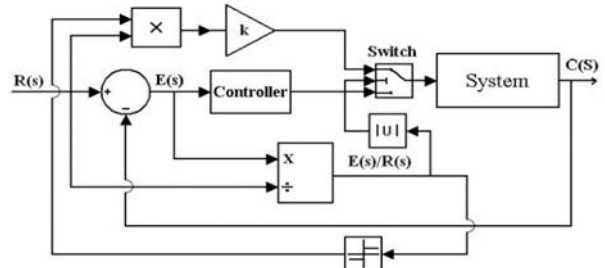 ×
k
Switch
R(s)
+
−
E(s)
Controller
System
C(S)
|U|
X
÷
E(s)/R(s)